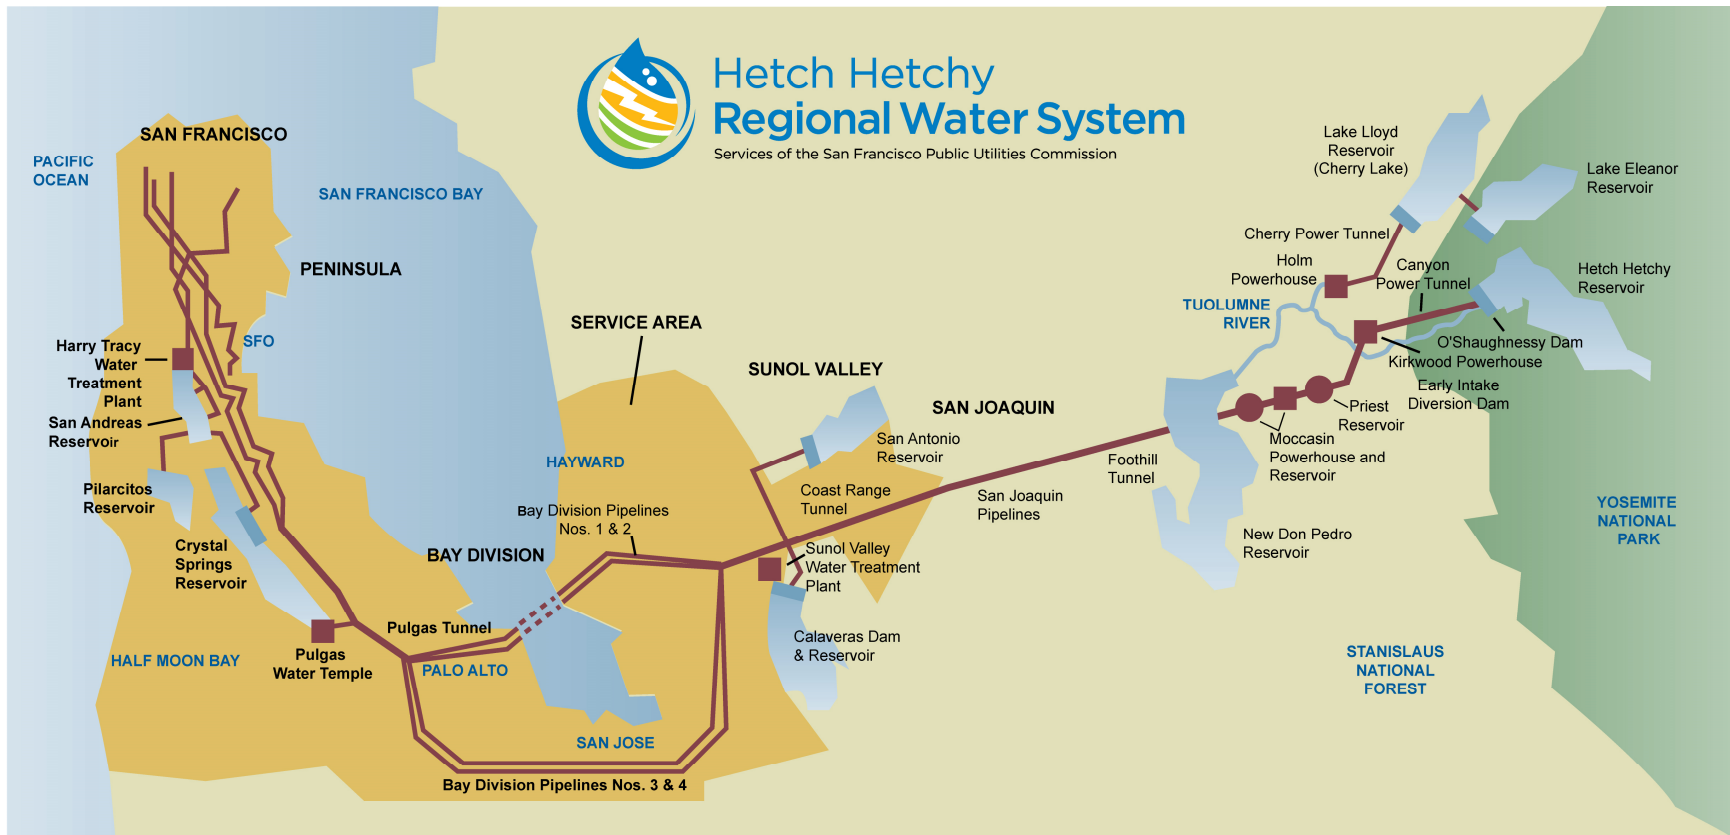 Hetch Hetchy
Regional Water System
Services of the San Francisco Public Utilities Commission
SAN FRANCISCO
PACIFIC
OCEAN
SAN FRANCISCO BAY
PENINSULA
SFO
Harry Tracy
Water
Treatment
Plant
San Andreas
Reservoir
Pilarcitos
Reservoir
Crystal
Springs
Reservoir
HALF MOON BAY
Pulgas
Water Temple
Pulgas Tunnel
PALO ALTO
BAY DIVISION
Bay Division Pipelines
Nos. 1 & 2
HAYWARD
SERVICE AREA
SAN JOSE
Bay Division Pipelines Nos. 3 & 4
SUNOL VALLEY
San Antonio
Reservoir
Coast Range
Tunnel
Sunol Valley
Water Treatment
Plant
Calaveras Dam
& Reservoir
SAN JOAQUIN
San Joaquin
Pipelines
Foothill
Tunnel
New Don Pedro
Reservoir
Moccasin
Powerhouse and
Reservoir
Priest
Reservoir
Early Intake
Diversion Dam
Kirkwood Powerhouse
O'Shaughnessy Dam
Canyon
Power Tunnel
Hetch Hetchy
Reservoir
Lake Eleanor
Reservoir
Lake Lloyd
Reservoir
(Cherry Lake)
Cherry Power Tunnel
Holm
Powerhouse
TUOLUMNE
RIVER
YOSEMITE
NATIONAL
PARK
STANISLAUS
NATIONAL
FOREST